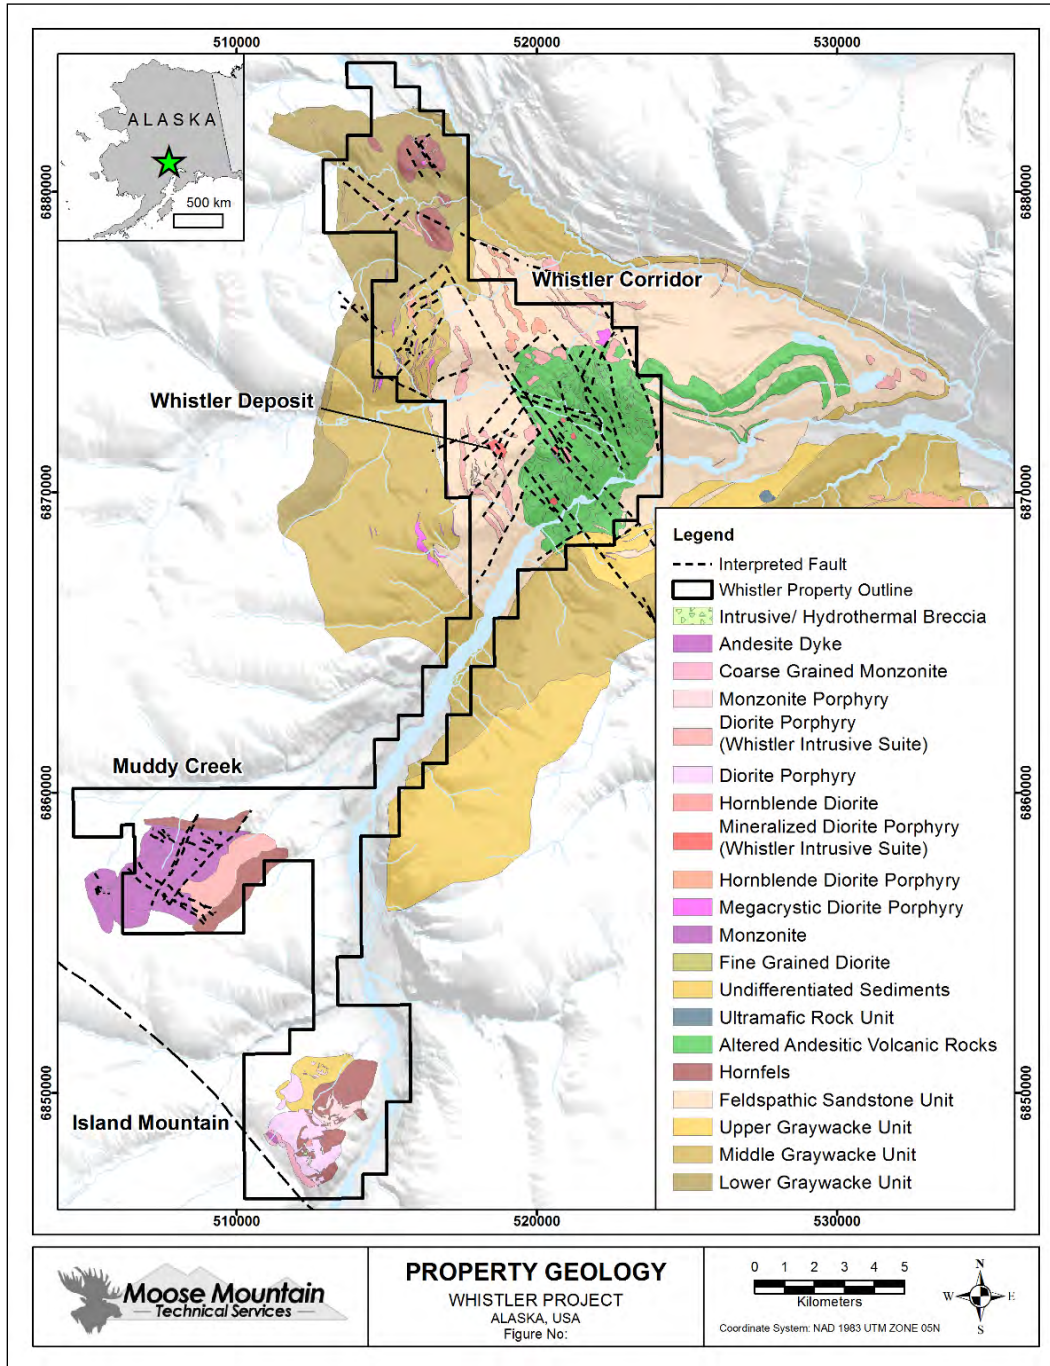 510000
520000
530000
ALASKA
500 km
6880000
6880000
Whistler Corridor
Whistler Deposit
6870000
6870000
Legend
Interpreted Fault
Whistler Property Outline
Intrusive/ Hydrothermal Breccia
Andesite Dyke
Coarse Grained Monzonite
Monzonite Porphyry
Diorite Porphyry
(Whistler Intrusive Suite)
Diorite Porphyry
Hornblende Diorite
Mineralized Diorite Porphyry
(Whistler Intrusive Suite)
Hornblende Diorite Porphyry
Megacrystic Diorite Porphyry
Monzonite
Fine Grained Diorite
Undifferentiated Sediments
Ultramafic Rock Unit
Altered Andesitic Volcanic Rocks
Hornfels
Feldspathic Sandstone Unit
Upper Graywacke Unit
Middle Graywacke Unit
Lower Graywacke Unit
Muddy Creek
6860000
6860000
6850000
6850000
Island Mountain
510000
520000
530000
Moose Mountain
Technical Services
PROPERTY GEOLOGY
WHISTLER PROJECT
ALASKA, USA
Figure No:
0 1 2 3 4 5
Kilometers
Coordinate System: NAD 1983 UTM ZONE 05N
N
W
E
S